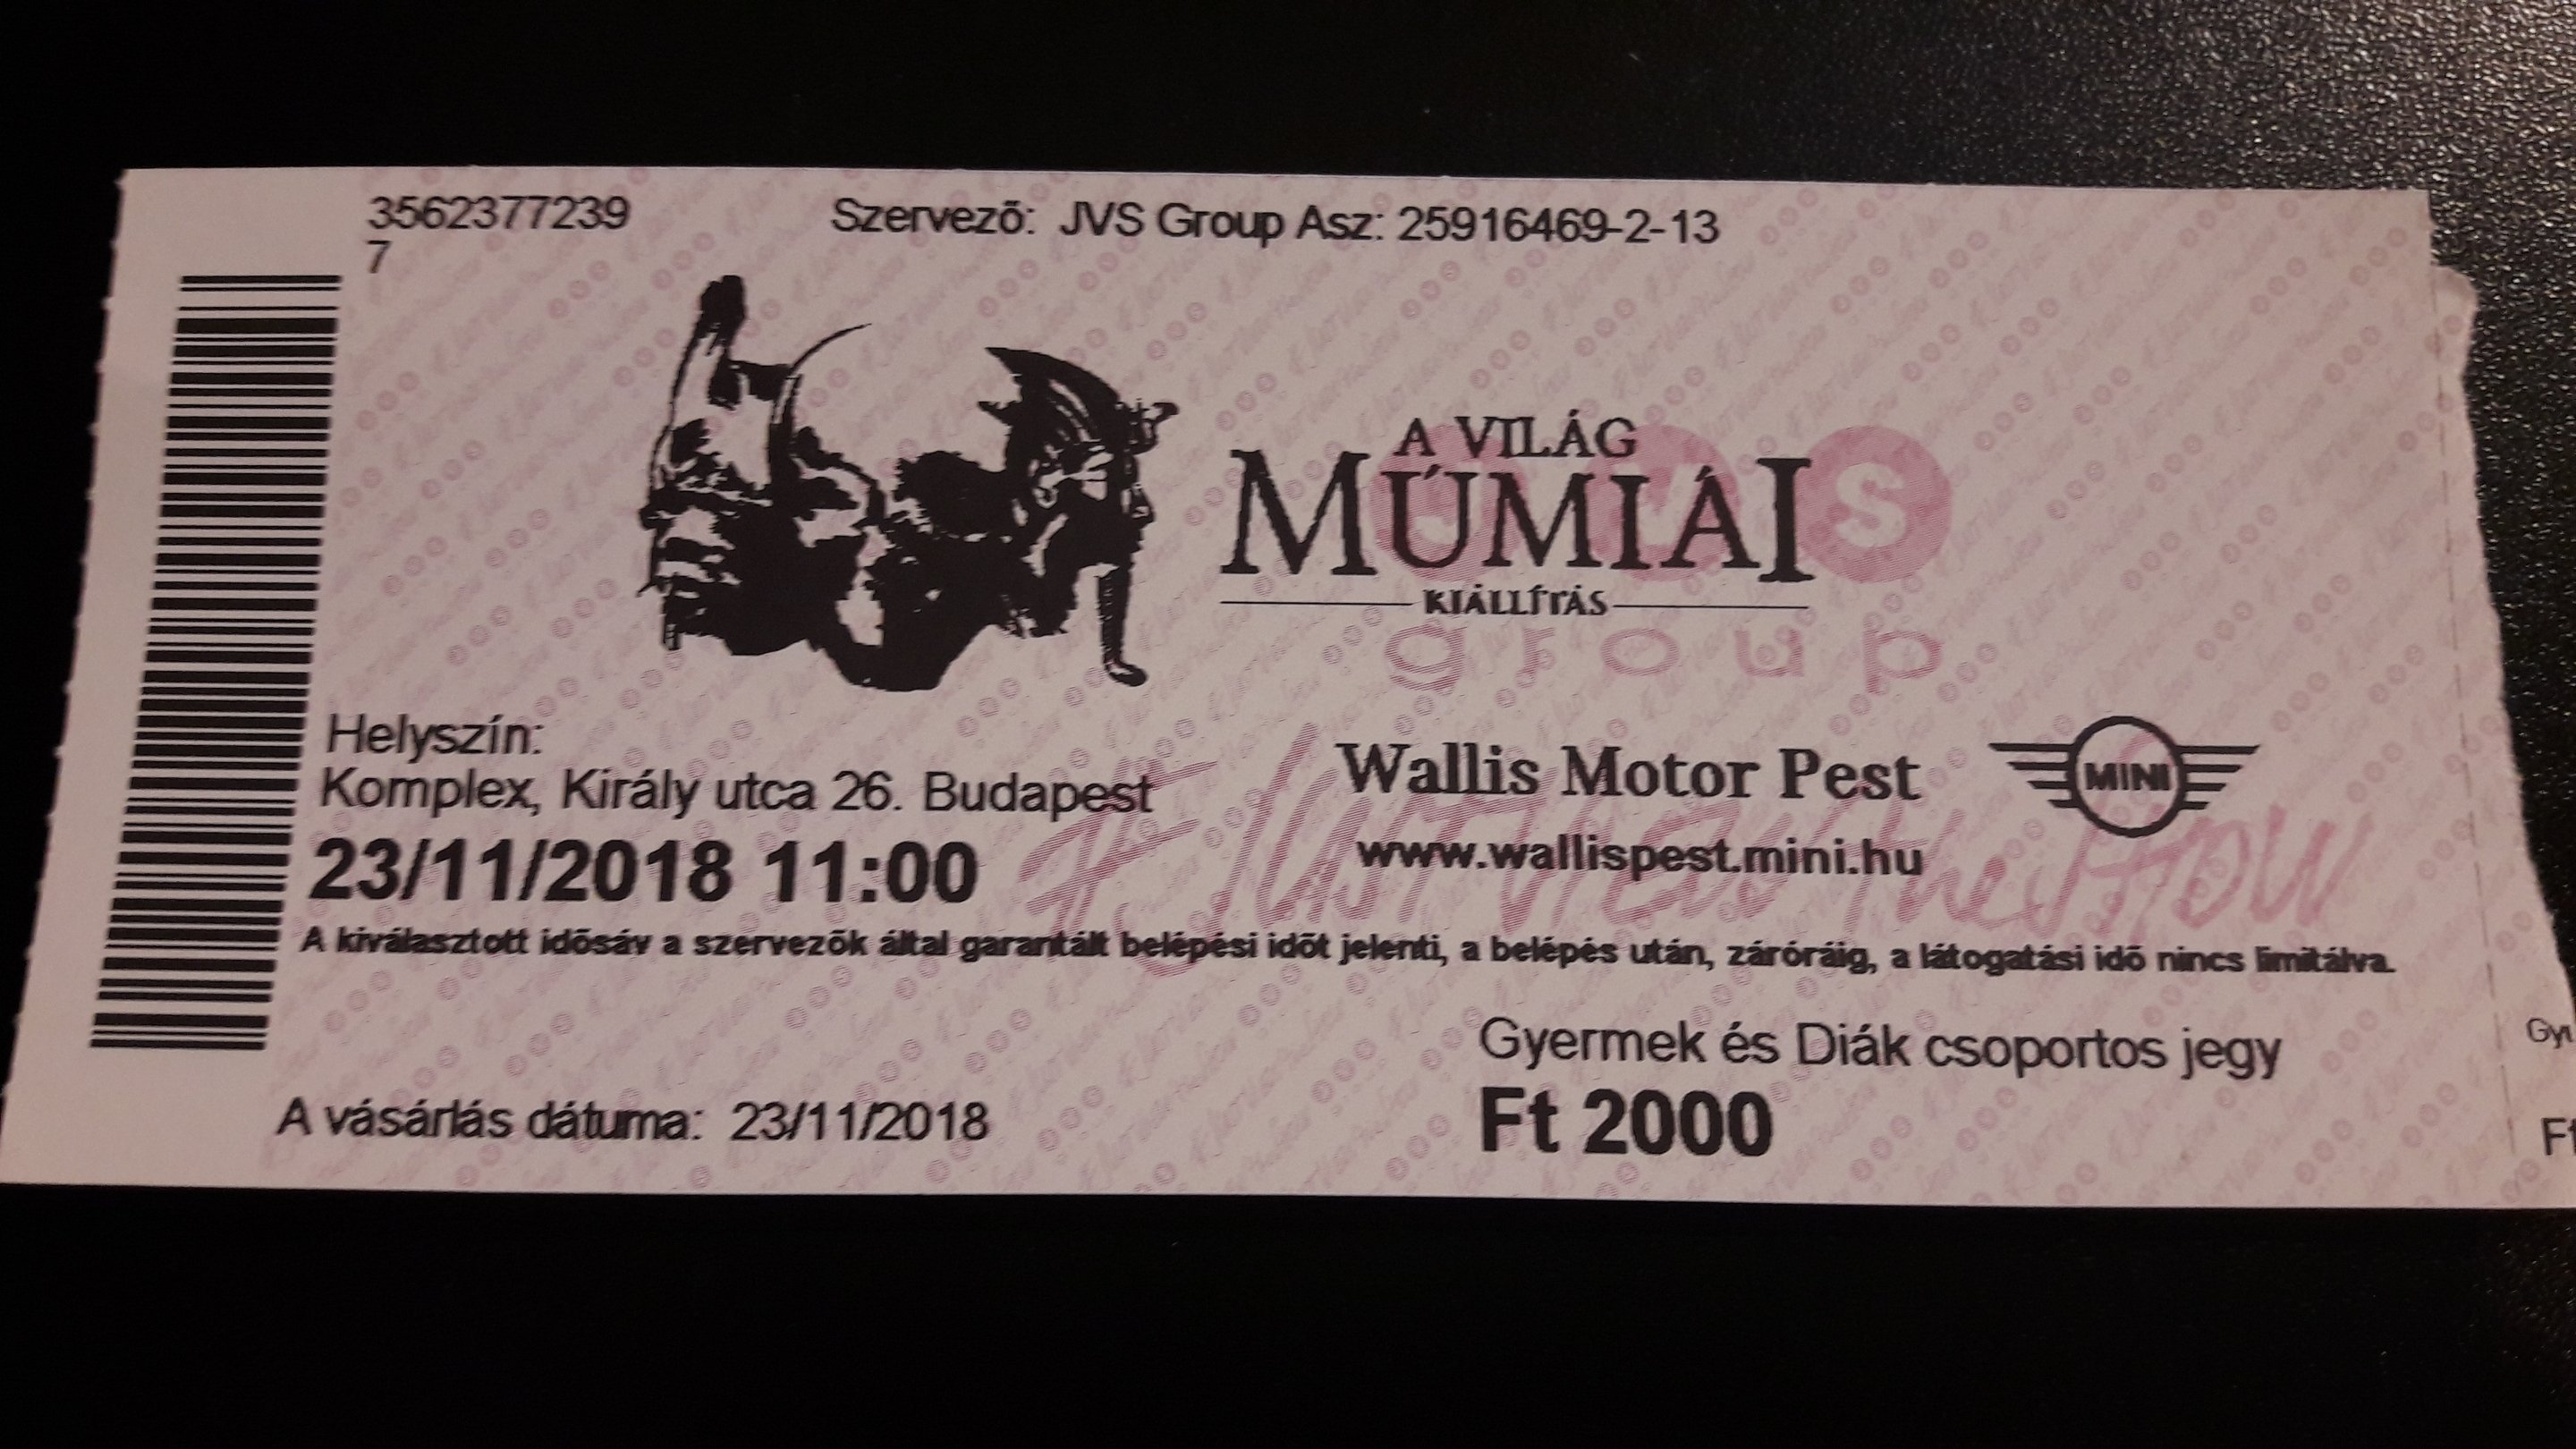 3562377239
7
Szervező: JVS Group Asz: 25916469-2-13
A VILÁG
MÚMIÁI
KIÁLLÍTÁS
S
group
Helyszín:
Komplex, Király utca 26. Budapest
23/11/2018 11:00
Wallis Motor Pest
MINI
www.wallispest.mini.hu
#JUSTVIEWtheSHOW
A kiválasztott idősáv a szervezők által garantált belépési időt jelenti, a belépés után, záróráig, a látogatási idő nincs limitálva.
Gyermek és Diák csoportos jegy
Ft 2000
A vásárlás dátuma: 23/11/2018